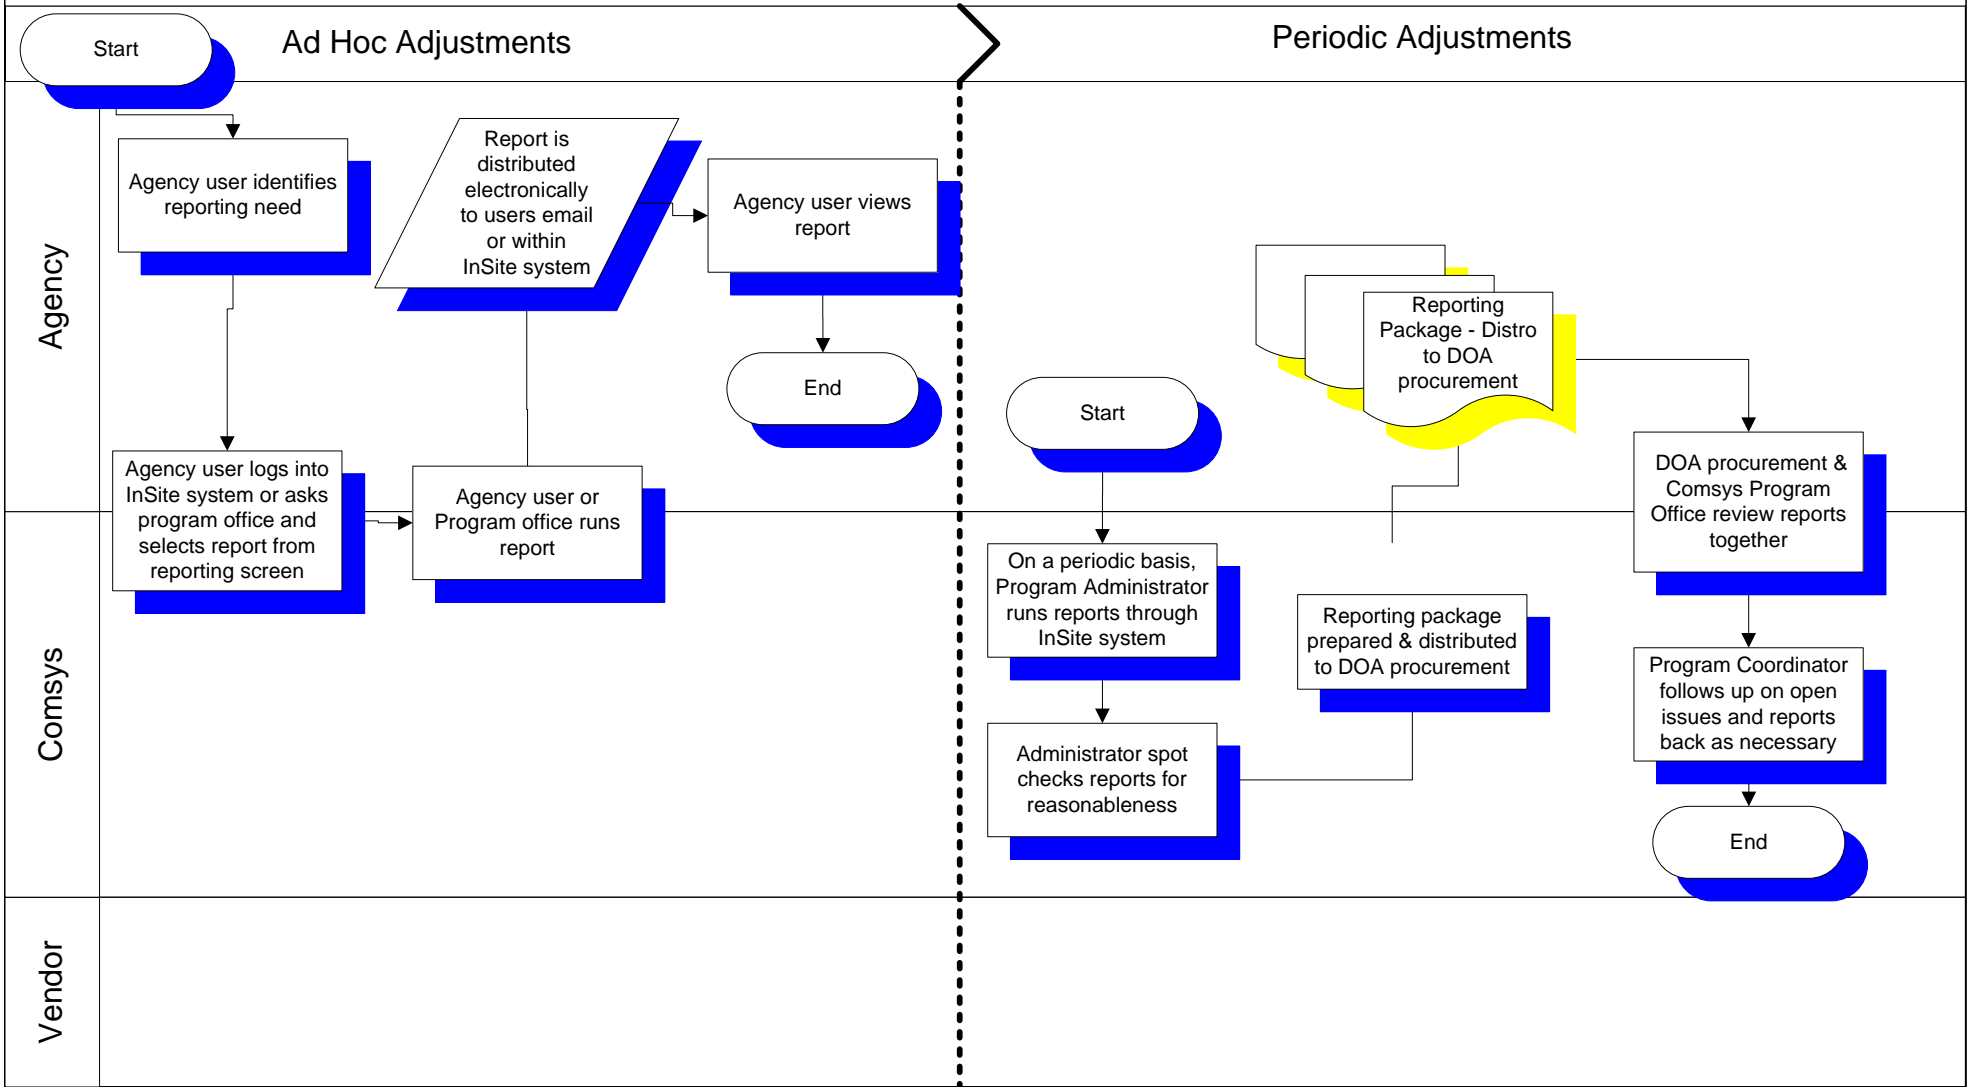 Start
Ad Hoc Adjustments
Periodic Adjustments
Agency
Agency user identifies
reporting need
Report is
distributed
electronically
to users email
or within
InSite system
Agency user views
report
End
Agency user logs into
InSite system or asks
program office and
selects report from
reporting screen
Agency user or
Program office runs
report
Start
Reporting
Package - Distro
to DOA
procurement
DOA procurement &
Comsys Program
Office review reports
together
Comsys
On a periodic basis,
Program Administrator
runs reports through
InSite system
Administrator spot
checks reports for
reasonableness
Reporting package
prepared & distributed
to DOA procurement
Program Coordinator
follows up on open
issues and reports
back as necessary
End
Vendor